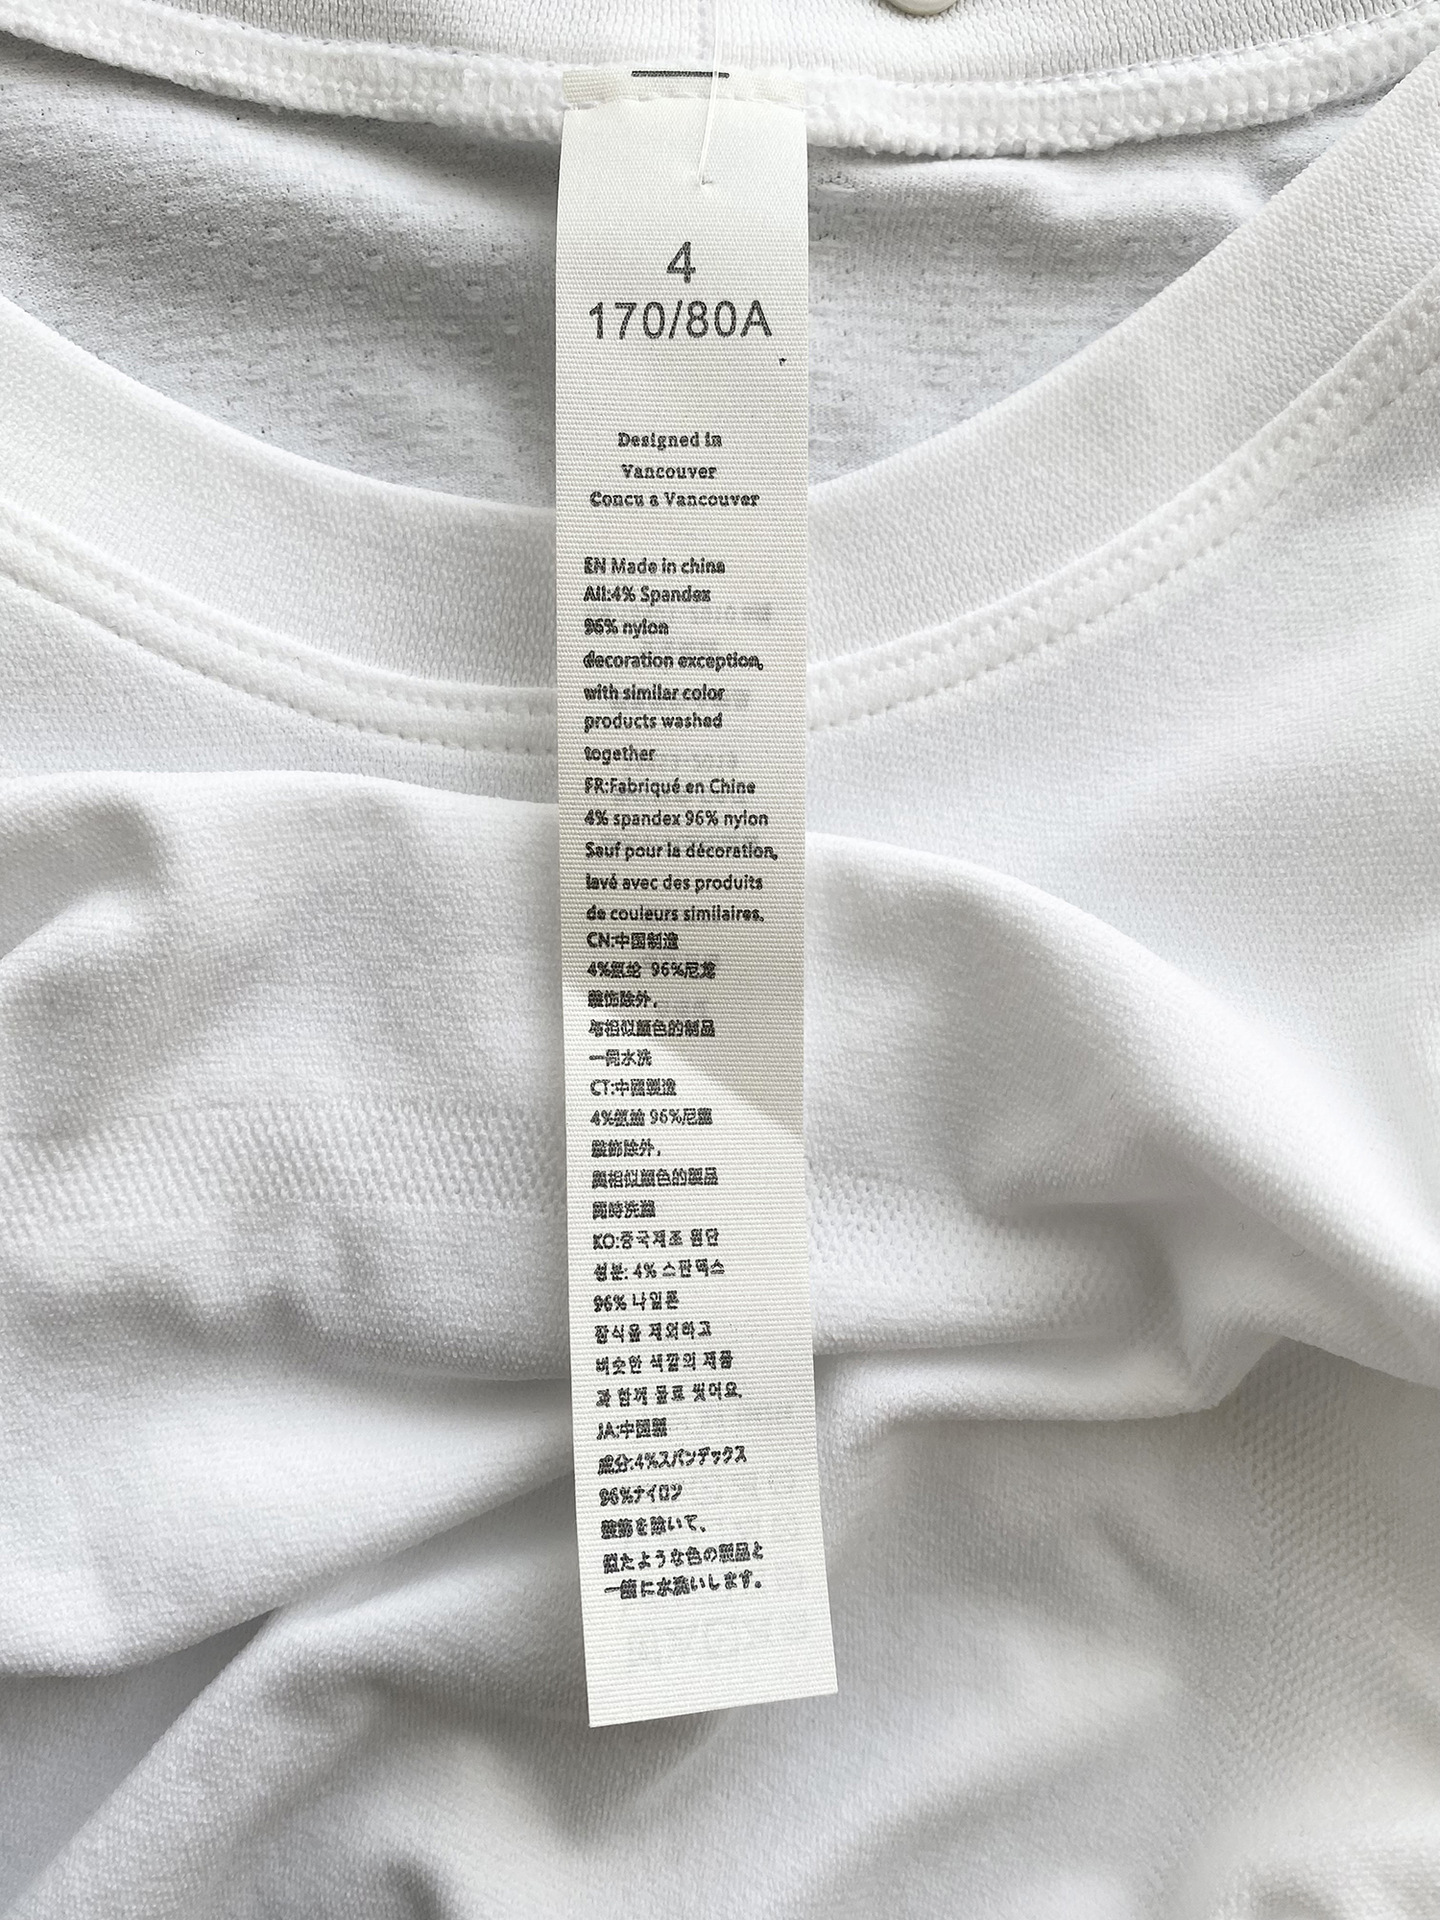 4
170/80A
Designed in
Vancouver
Concu a Vancouver
EN Made in china
All:4% Spandex
96% nylon
decoration exception,
with similar color
products washed
together
FR:Fabriqué en Chine
4% spandex 96% nylon
Sauf pour la décoration,
lavé avec des produits
de couleurs similaires.
CN:中国制造
4%氨纶 96%尼龙
装饰除外,
与相似颜色的制品
一同水洗
CT:中國製造
4%氨綸 96%尼龍
裝飾除外,
與相似顏色的製品
同時洗滌
KO:중국제조 원단
성분: 4% 스판덱스
96% 나일론
장식을 제외하고
비슷한 색깔의 제품
과 함께 물로 씻어요.
JA:中国製
成分:4%スパンデックス
96%ナイロン
装飾を除いて、
似たような色の製品と
一緒に水洗いします。